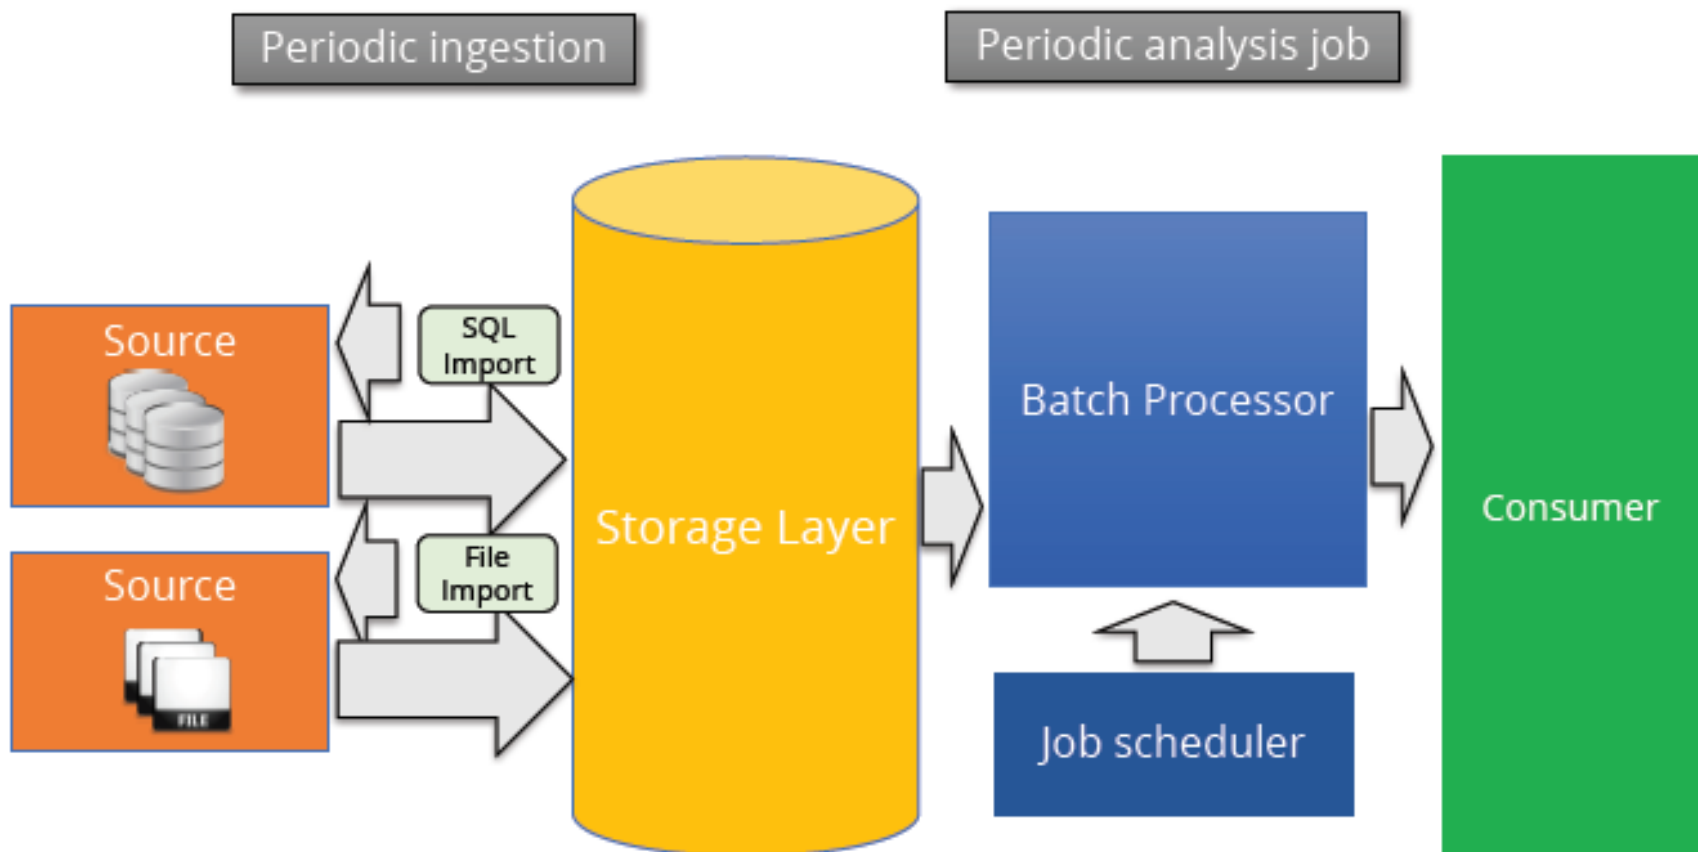 Periodic ingestion
Periodic analysis job
Source
SQL
Import
Source
File
Import
FILE
Storage Layer
Batch Processor
Job scheduler
Consumer